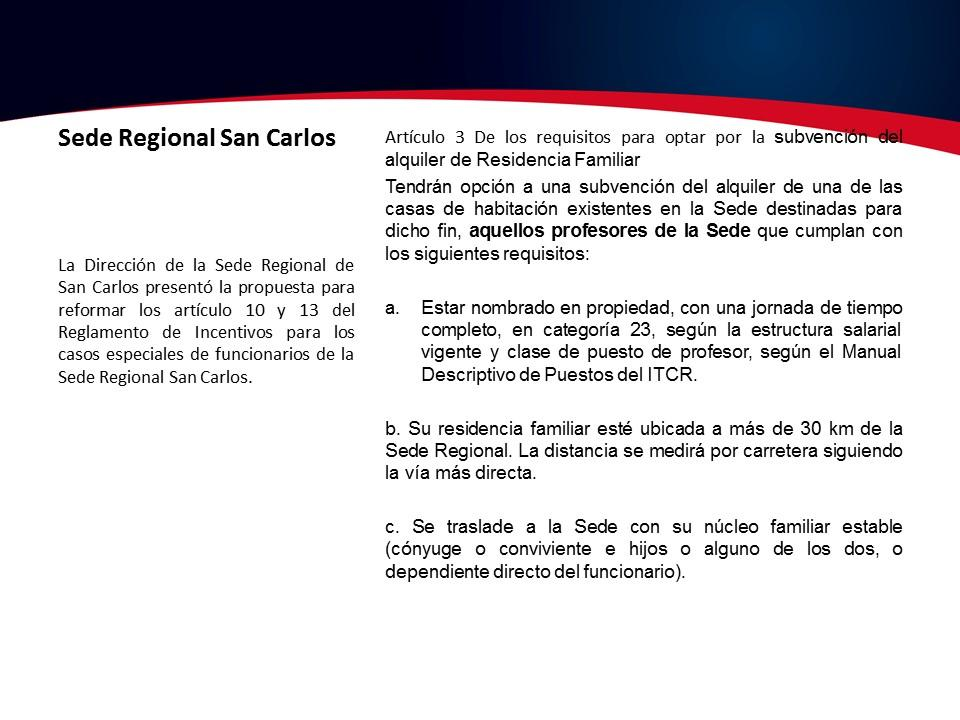 Sede Regional San Carlos
La Dirección de la Sede Regional de
San Carlos presentó la propuesta para
reformar los artículo 10 y 13 del
Reglamento de Incentivos para los
casos especiales de funcionarios de la
Sede Regional San Carlos.
Artículo 3 De los requisitos para optar por la subvención del
alquiler de Residencia Familiar
Tendrán opción a una subvención del alquiler de una de las
casas de habitación existentes en la Sede destinadas para
dicho fin, aquellos profesores de la Sede que cumplan con
los siguientes requisitos:
a. Estar nombrado en propiedad, con una jornada de tiempo
completo, en categoría 23, según la estructura salarial
vigente y clase de puesto de profesor, según el Manual
Descriptivo de Puestos del ITCR.
b. Su residencia familiar esté ubicada a más de 30 km de la
Sede Regional. La distancia se medirá por carretera siguiendo
la vía más directa.
c. Se traslade a la Sede con su núcleo familiar estable
(cónyuge o conviviente e hijos o alguno de los dos, o
dependiente directo del funcionario).